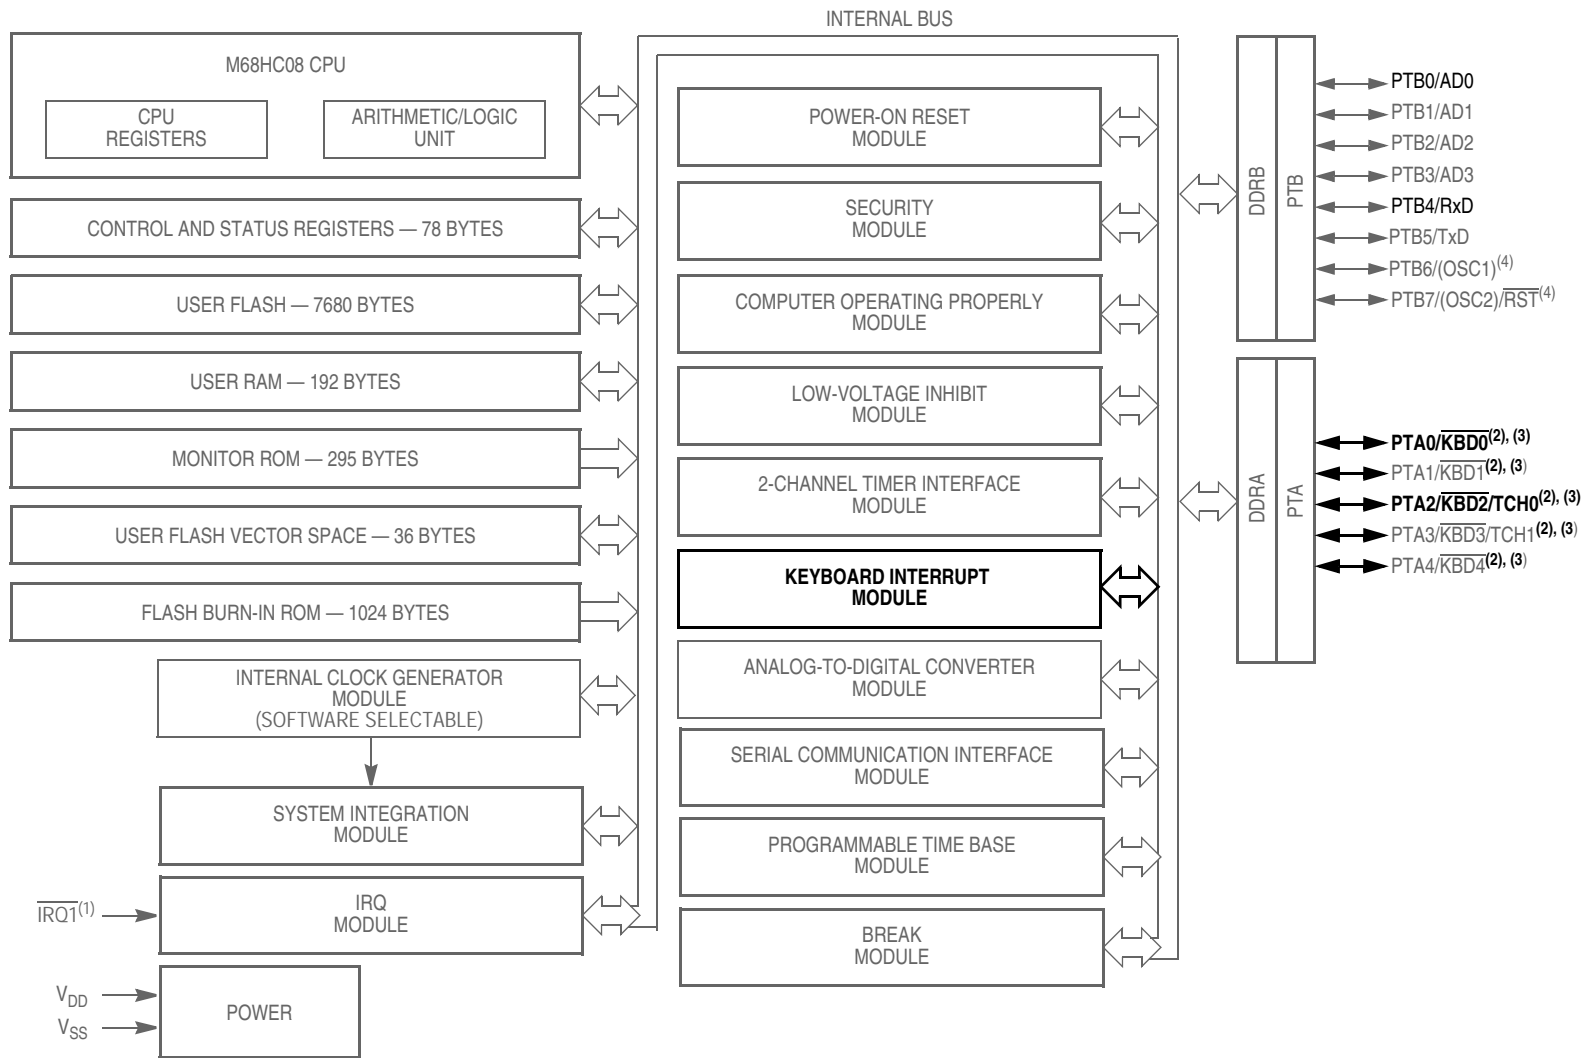 INTERNAL BUS
M68HC08 CPU
CPU
REGISTERS
ARITHMETIC/LOGIC
UNIT
CONTROL AND STATUS REGISTERS — 78 BYTES
USER FLASH — 7680 BYTES
USER RAM — 192 BYTES
MONITOR ROM — 295 BYTES
USER FLASH VECTOR SPACE — 36 BYTES
FLASH BURN-IN ROM — 1024 BYTES
INTERNAL CLOCK GENERATOR
MODULE
(SOFTWARE SELECTABLE)
SYSTEM INTEGRATION
MODULE
IRQ1(1)
IRQ
MODULE
VDD
VSS
POWER
POWER-ON RESET
MODULE
SECURITY
MODULE
COMPUTER OPERATING PROPERLY
MODULE
LOW-VOLTAGE INHIBIT
MODULE
2-CHANNEL TIMER INTERFACE
MODULE
KEYBOARD INTERRUPT
MODULE
ANALOG-TO-DIGITAL CONVERTER
MODULE
SERIAL COMMUNICATION INTERFACE
MODULE
PROGRAMMABLE TIME BASE
MODULE
BREAK
MODULE
DDRB
PTB
PTB0/AD0
PTB1/AD1
PTB2/AD2
PTB3/AD3
PTB4/RxD
PTB5/TxD
PTB6/(OSC1)(4)
PTB7/(OSC2)/RST(4)
DDRA
PTA
PTA0/KBD0(2), (3)
PTA1/KBD1(2), (3)
PTA2/KBD2/TCH0(2), (3)
PTA3/KBD3/TCH1(2), (3)
PTA4/KBD4(2), (3)